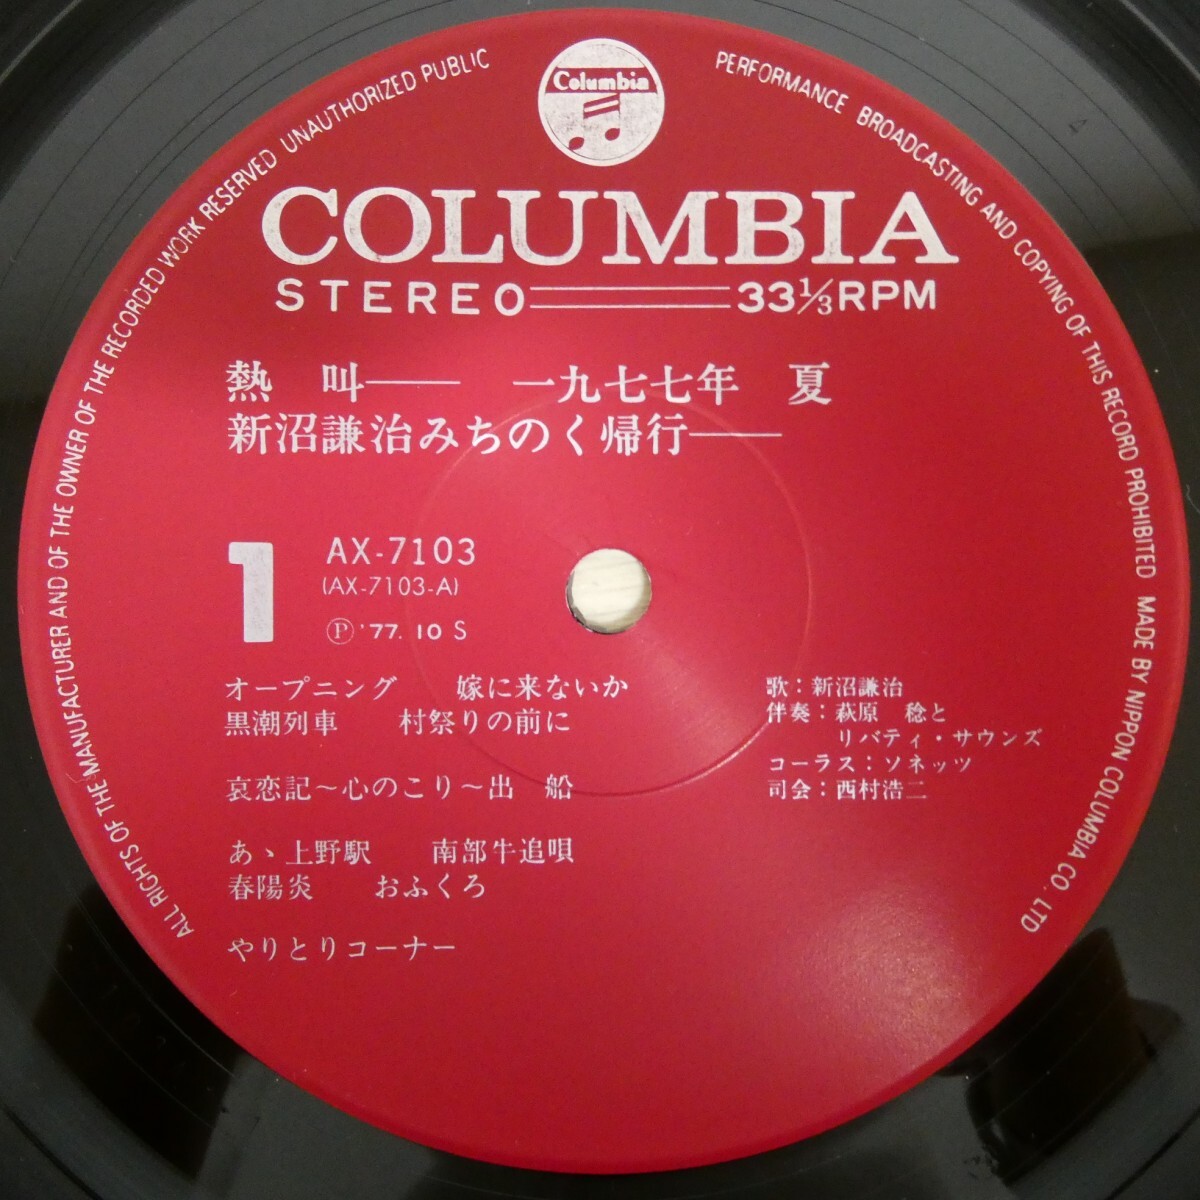 Columbia
COLUMBIA
STEREO 33 1/3 RPM
熱 叫── 一九七七年 夏
新沼謙治みちのく帰行──
1
AX-7103
(AX-7103-A)
Ⓟ '77. 10 S
オープニング 嫁に来ないか
黒潮列車 村祭りの前に
哀恋記〜心のこり〜出 船
あゝ上野駅 南部牛追唄
春陽炎 おふくろ
やりとりコーナー
歌：新沼謙治
伴奏：萩原 稔と
リバティ・サウンズ
コーラス：ソネッツ
司会：西村浩二
ALL RIGHTS OF THE MANUFACTURER AND OF THE OWNER OF THE RECORDED WORK RESERVED UNAUTHORIZED PUBLIC PERFORMANCE BROADCASTING AND COPYING OF THIS RECORD PROHIBITED MADE BY NIPPON COLUMBIA CO. LTD